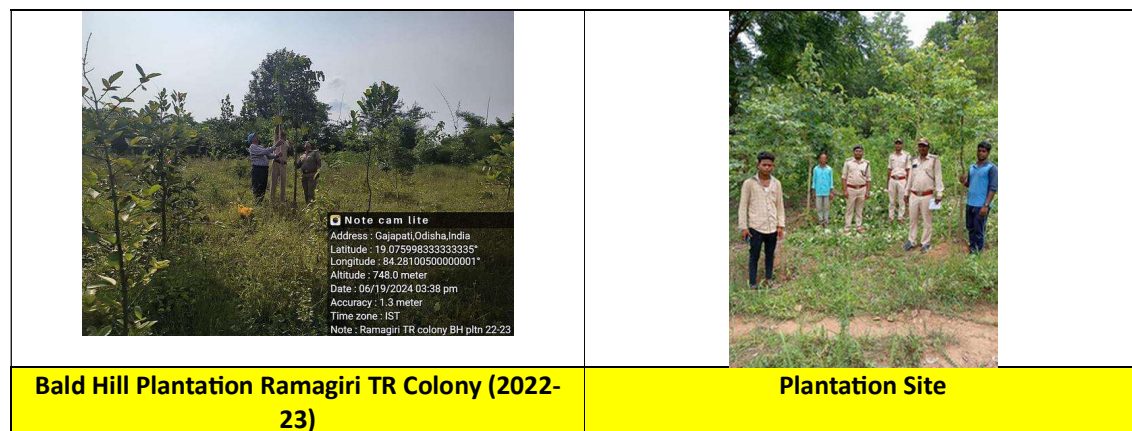 Note cam lite
Address : Gajapati,Odisha,India
Latitude : 19.075998333333335°
Longitude : 84.28100500000001°
Altitude : 748.0 meter
Date : 06/19/2024 03:38 pm
Accuracy : 1.3 meter
Time zone : IST
Note : Ramagiri TR colony BH pltn 22-23
Bald Hill Plantation Ramagiri TR Colony (2022-
23)
Plantation Site